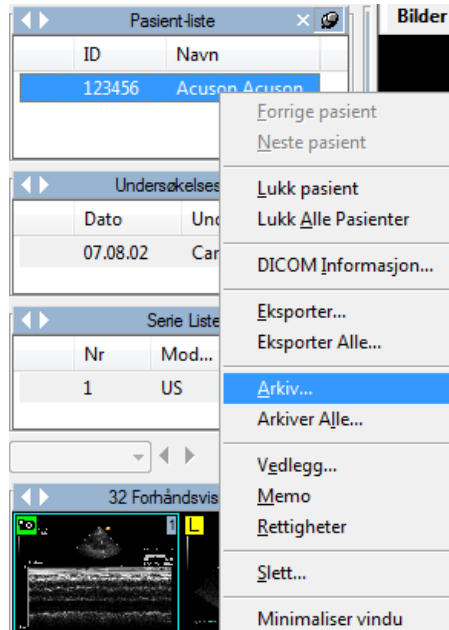 Pasient-liste
Bilder
ID Navn
123456 Acuson Acuson
Forrige pasient
Neste pasient
Undersøkelses
Lukk pasient
Dato Und
Lukk Alle Pasienter
07.08.02 Car
DICOM Informasjon...
Eksporter...
Serie Liste
Eksporter Alle...
Nr Mod...
1 US
Arkiv...
Arkiver Alle...
Vedlegg...
32 Forhåndsvis
Memo
1 L
Rettigheter
Slett...
Minimaliser vindu